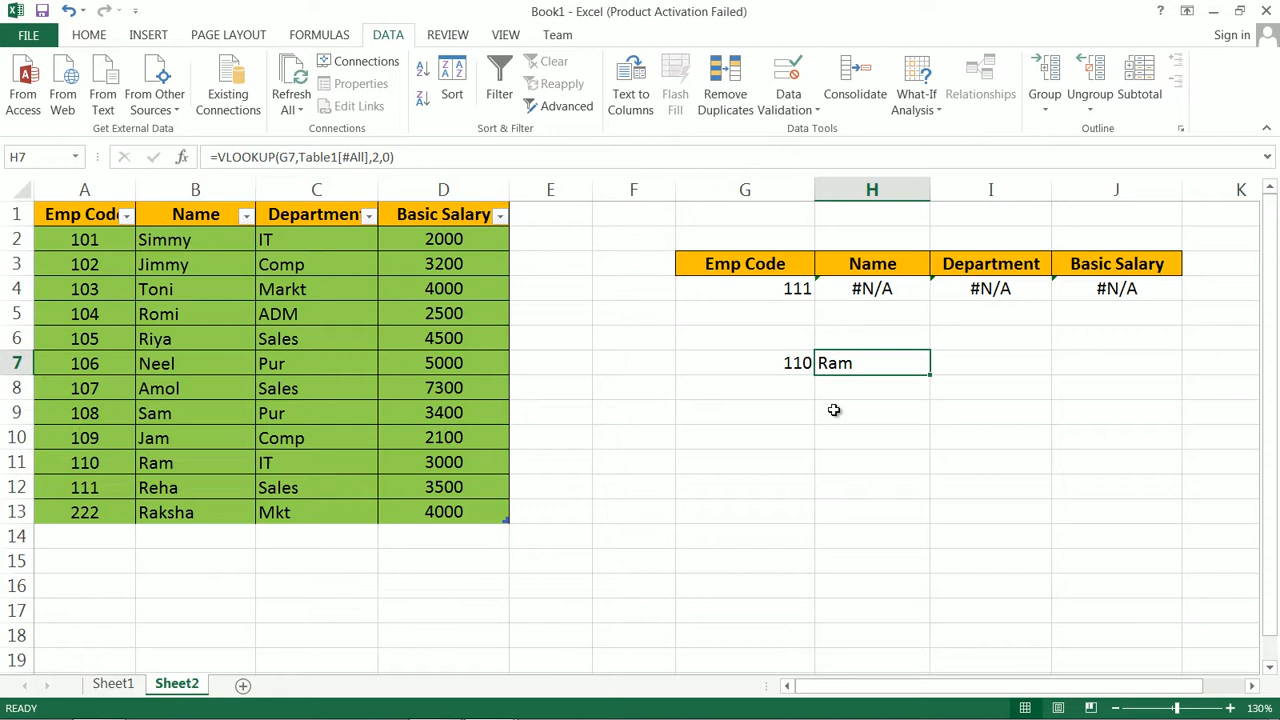 Book1 - Excel (Product Activation Failed)
?
FILE HOME INSERT PAGE LAYOUT FORMULAS DATA REVIEW VIEW Team Sign in
From Access
From Web
From Text
From Other Sources
Existing Connections
Get External Data
Refresh All
Connections
Properties
Edit Links
Connections
Sort
Filter
Clear
Reapply
Advanced
Sort & Filter
Text to Columns
Flash Fill
Remove Duplicates
Data Validation
Consolidate
What-If Analysis
Relationships
Data Tools
Group
Ungroup
Subtotal
Outline
H7 fx =VLOOKUP(G7,Table1[#All],2,0)
A B C D E F G H I J K
1 Emp Cod Name Departmen Basic Salary
2 101 Simmy IT 2000
3 102 Jimmy Comp 3200 Emp Code Name Department Basic Salary
4 103 Toni Markt 4000 111 #N/A #N/A #N/A
5 104 Romi ADM 2500
6 105 Riya Sales 4500
7 106 Neel Pur 5000 110 Ram
8 107 Amol Sales 7300
9 108 Sam Pur 3400
10 109 Jam Comp 2100
11 110 Ram IT 3000
12 111 Reha Sales 3500
13 222 Raksha Mkt 4000
14
15
16
17
18
19
Sheet1 Sheet2
READY 130%